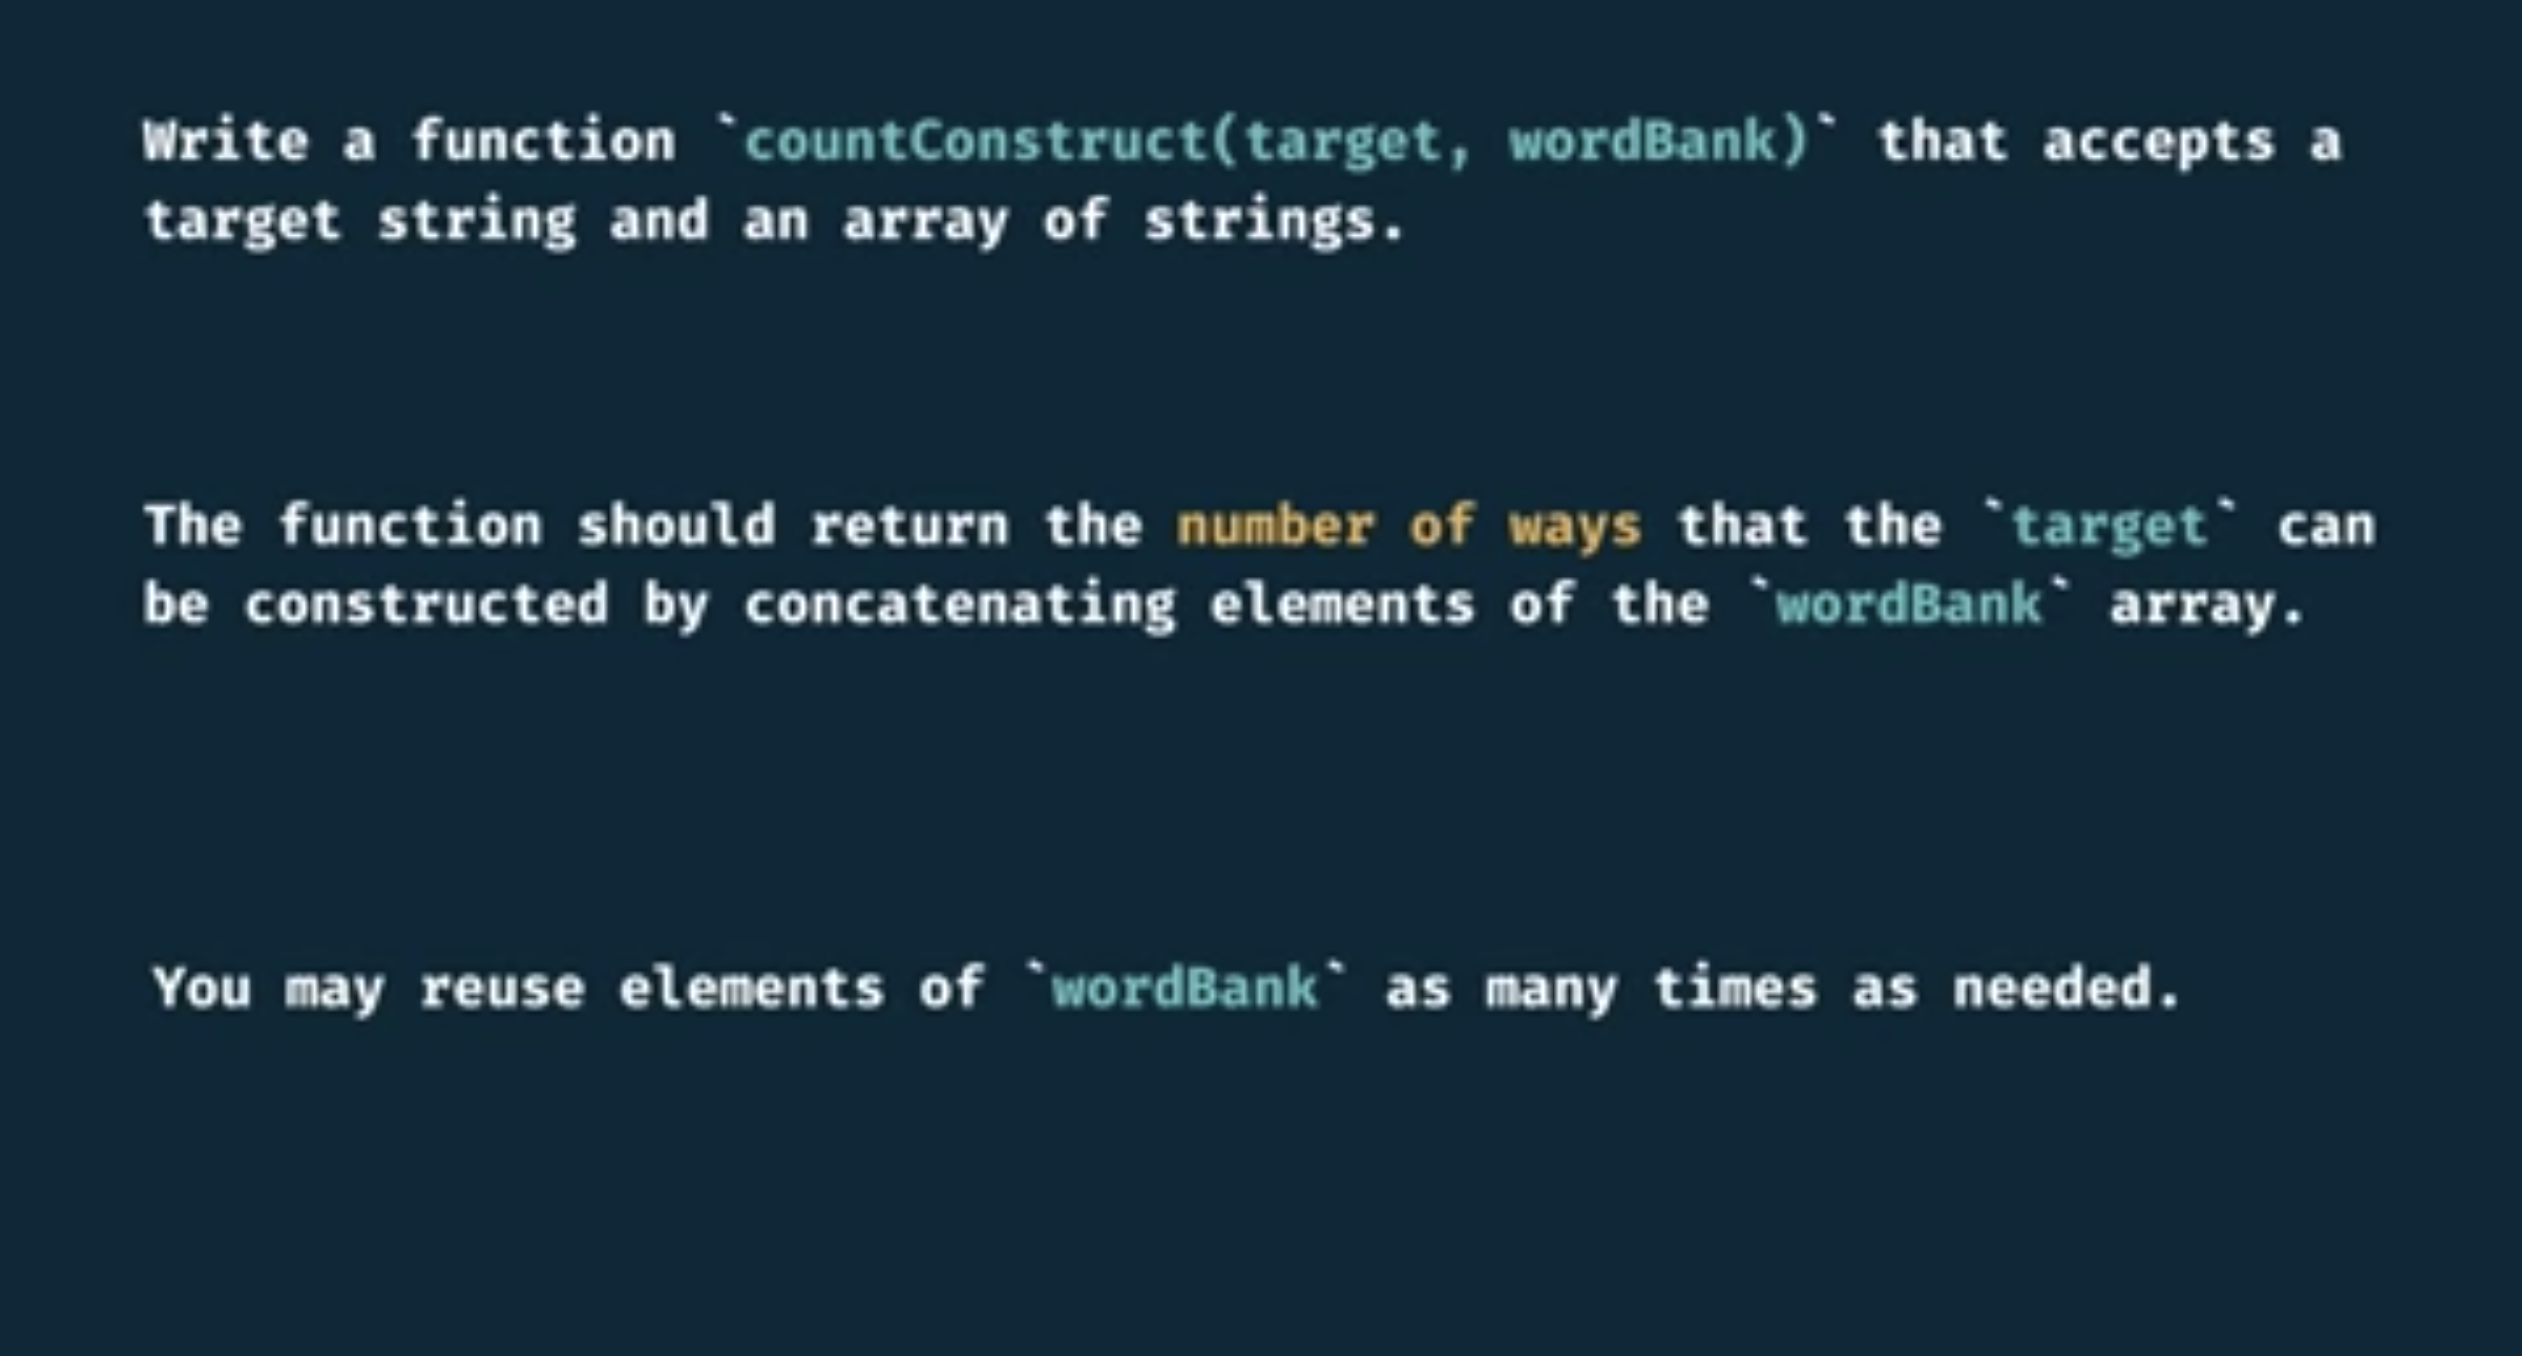 Write a function `countConstruct(target, wordBank)` that accepts a
target string and an array of strings.
The function should return the number of ways that the `target` can
be constructed by concatenating elements of the `wordBank` array.
You may reuse elements of `wordBank` as many times as needed.